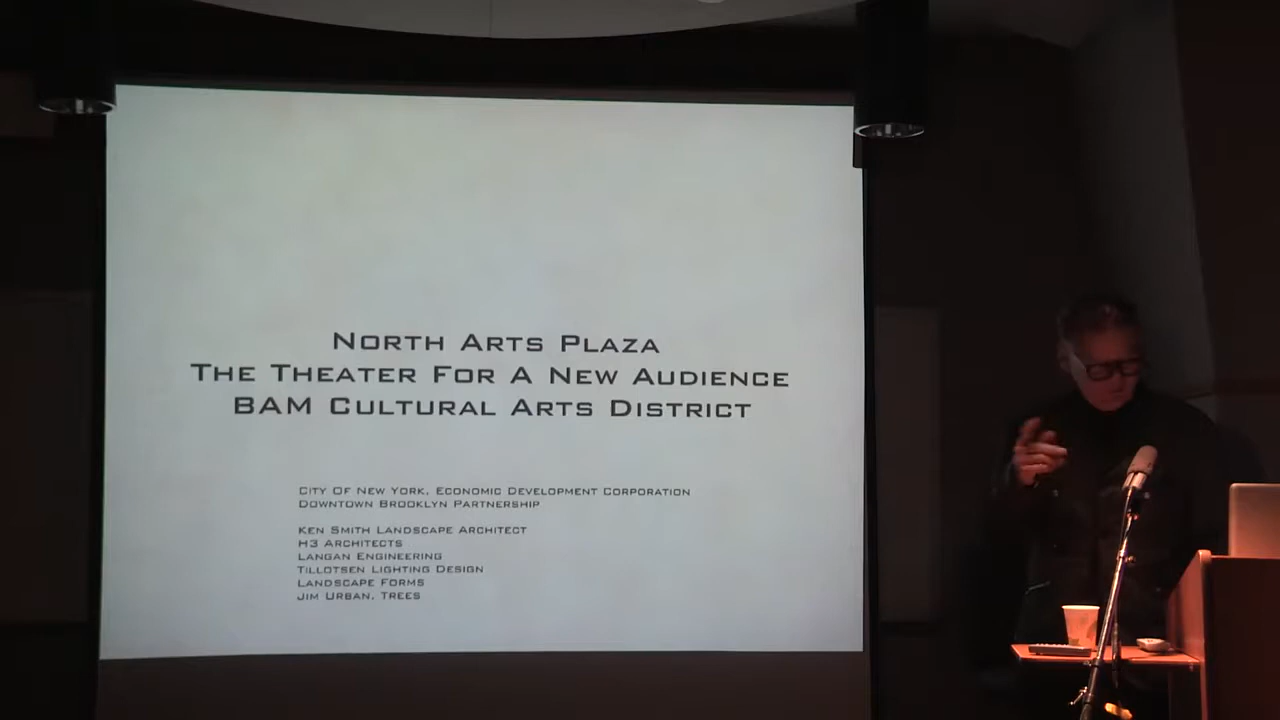 North Arts Plaza
The Theater For A New Audience
BAM Cultural Arts District
City Of New York, Economic Development Corporation
Downtown Brooklyn Partnership
Ken Smith Landscape Architect
H3 Architects
Langan Engineering
Tillotsen Lighting Design
Landscape Forms
Jim Urban, Trees